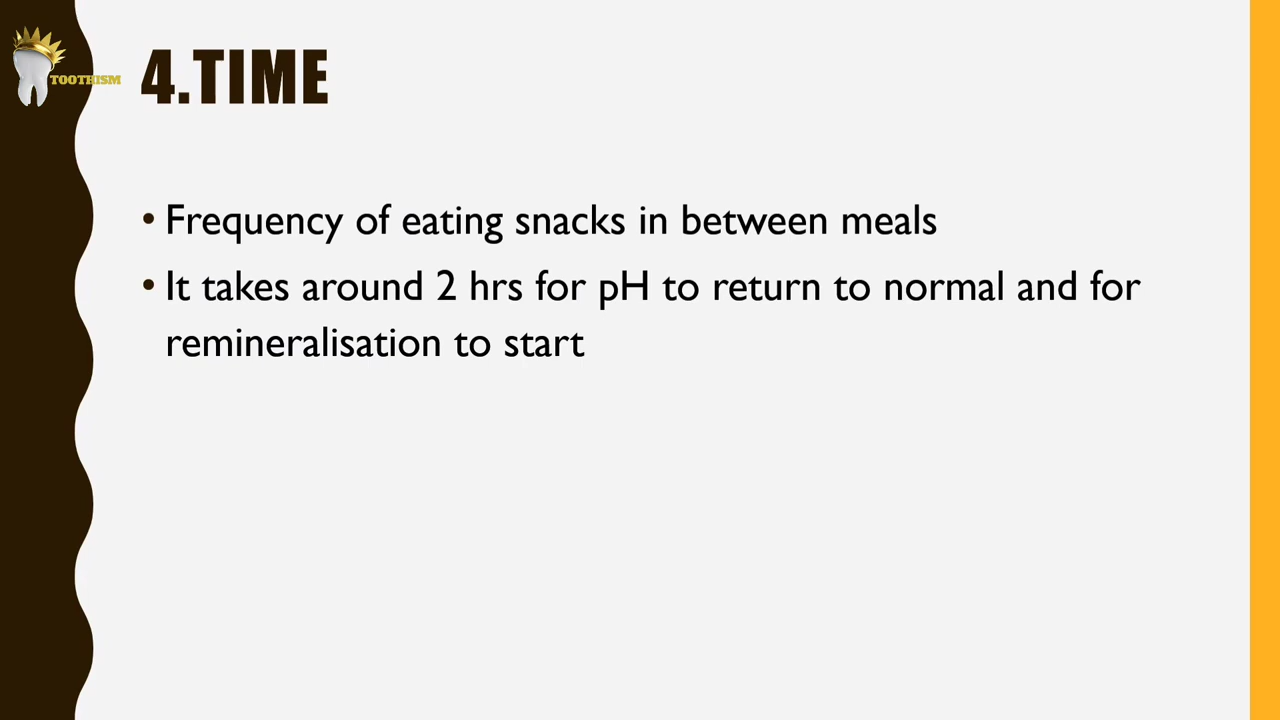 TOOTHISM
4.TIME
• Frequency of eating snacks in between meals
• It takes around 2 hrs for pH to return to normal and for
remineralisation to start